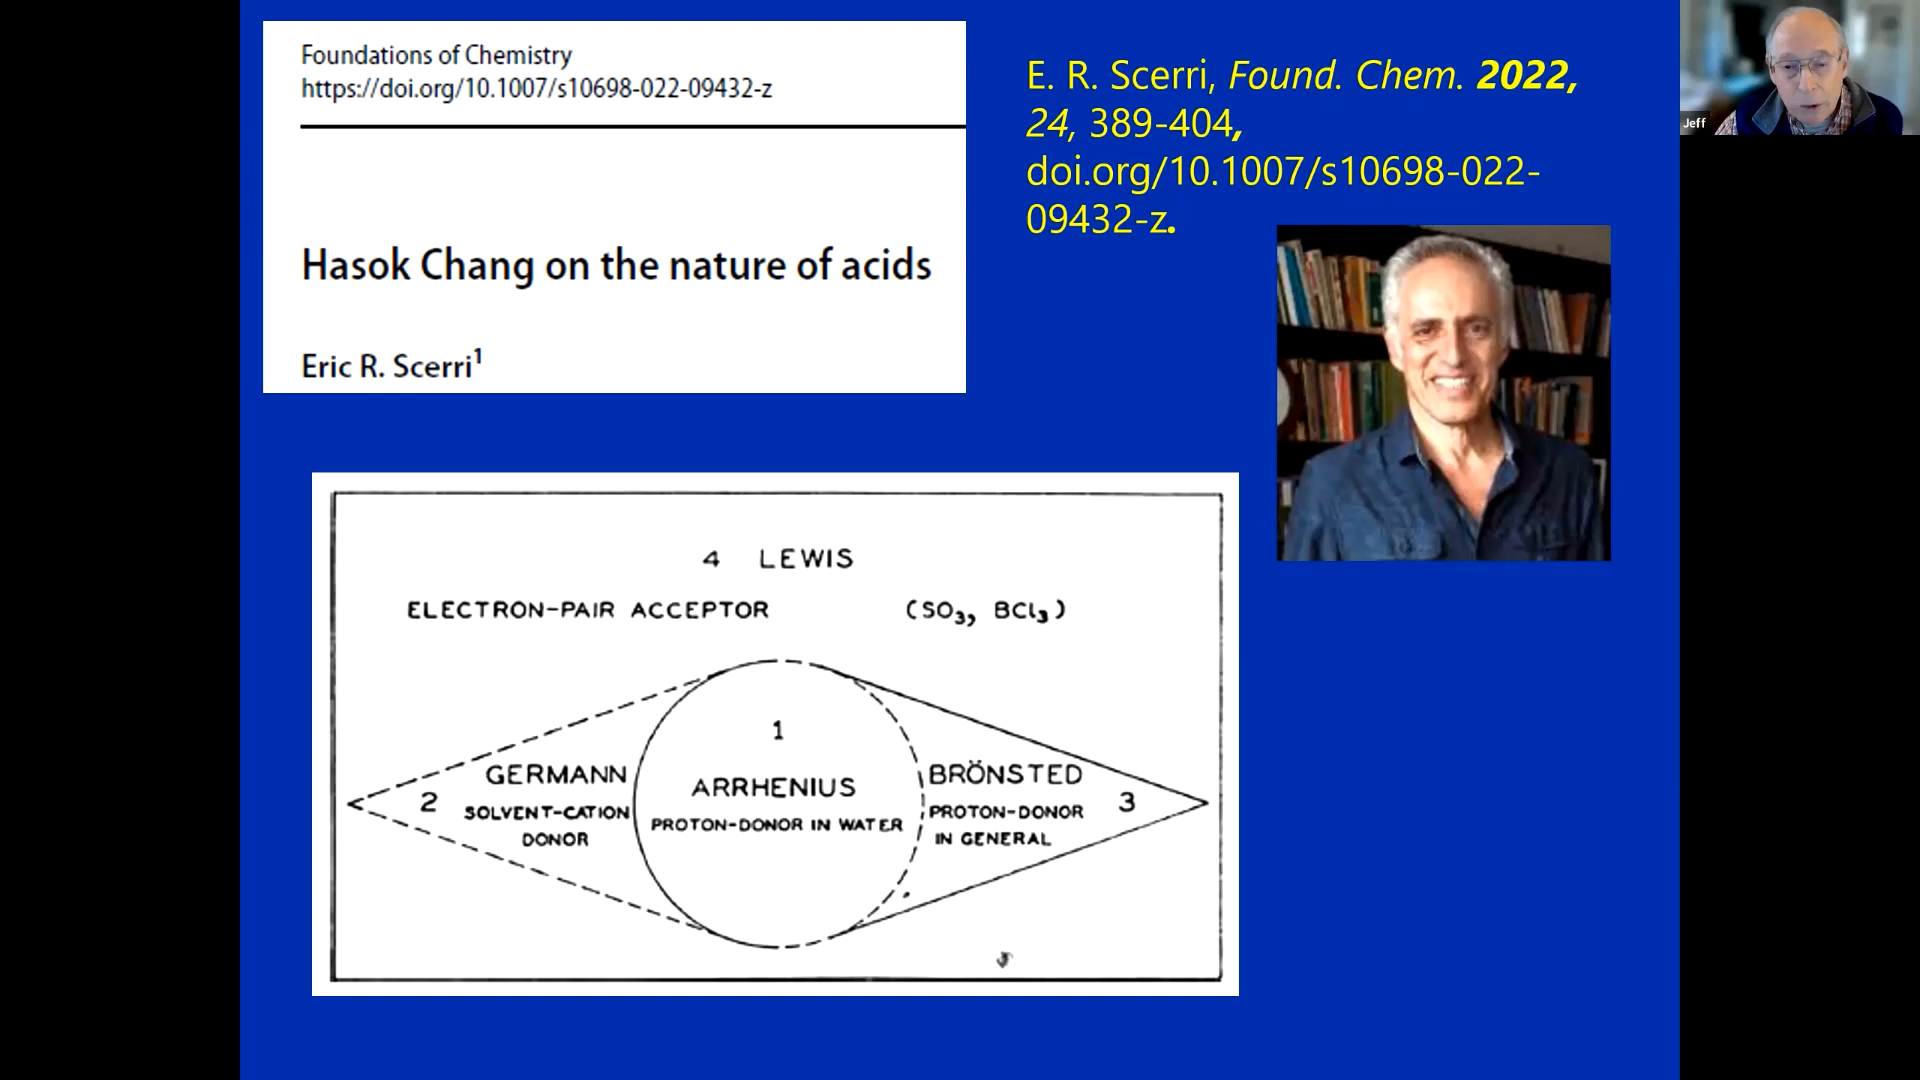 Foundations of Chemistry
https://doi.org/10.1007/s10698-022-09432-z
Hasok Chang on the nature of acids
Eric R. Scerri¹
E. R. Scerri, Found. Chem. 2022,
24, 389-404,
doi.org/10.1007/s10698-022-
09432-z.
Jeff
4 LEWIS
ELECTRON-PAIR ACCEPTOR (SO₃, BCl₃)
1
ARRHENIUS
PROTON-DONOR IN WATER
2
GERMANN
SOLVENT-CATION
DONOR
BRÖNSTED
PROTON-DONOR
IN GENERAL
3